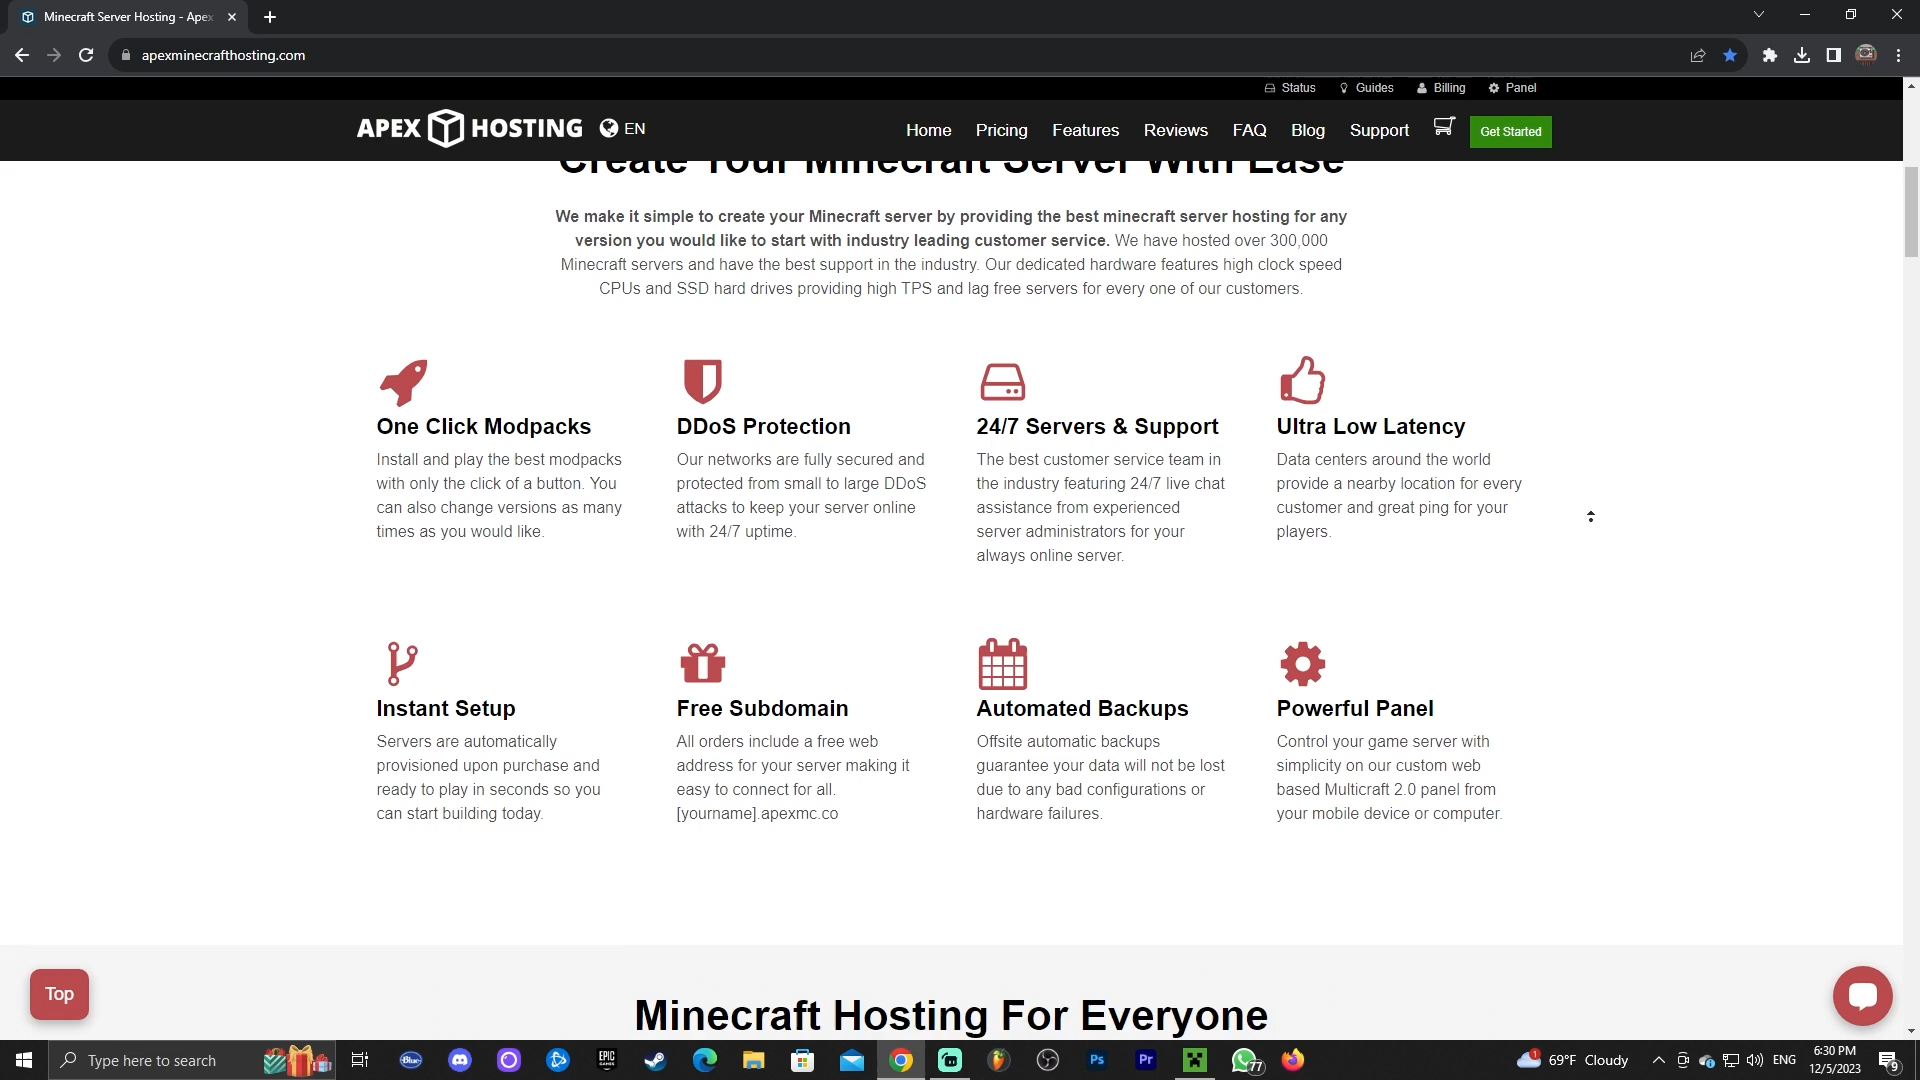 Minecraft Server Hosting - Apex
apexminecrafthosting.com
Status Guides Billing Panel
APEX HOSTING EN
Home Pricing Features Reviews FAQ Blog Support Get Started
Create Your Minecraft Server With Ease
We make it simple to create your Minecraft server by providing the best minecraft server hosting for any
version you would like to start with industry leading customer service. We have hosted over 300,000
Minecraft servers and have the best support in the industry. Our dedicated hardware features high clock speed
CPUs and SSD hard drives providing high TPS and lag free servers for every one of our customers.
One Click Modpacks
Install and play the best modpacks
with only the click of a button. You
can also change versions as many
times as you would like.
DDoS Protection
Our networks are fully secured and
protected from small to large DDoS
attacks to keep your server online
with 24/7 uptime.
24/7 Servers & Support
The best customer service team in
the industry featuring 24/7 live chat
assistance from experienced
server administrators for your
always online server.
Ultra Low Latency
Data centers around the world
provide a nearby location for every
customer and great ping for your
players.
Instant Setup
Servers are automatically
provisioned upon purchase and
ready to play in seconds so you
can start building today.
Free Subdomain
All orders include a free web
address for your server making it
easy to connect for all.
[yourname].apexmc.co
Automated Backups
Offsite automatic backups
guarantee your data will not be lost
due to any bad configurations or
hardware failures.
Powerful Panel
Control your game server with
simplicity on our custom web
based Multicraft 2.0 panel from
your mobile device or computer.
Top
Minecraft Hosting For Everyone
Type here to search
Blue
EPIC
GAMES
Ps
Pr
77
1
69°F Cloudy
ENG
6:30 PM
12/5/2023
9